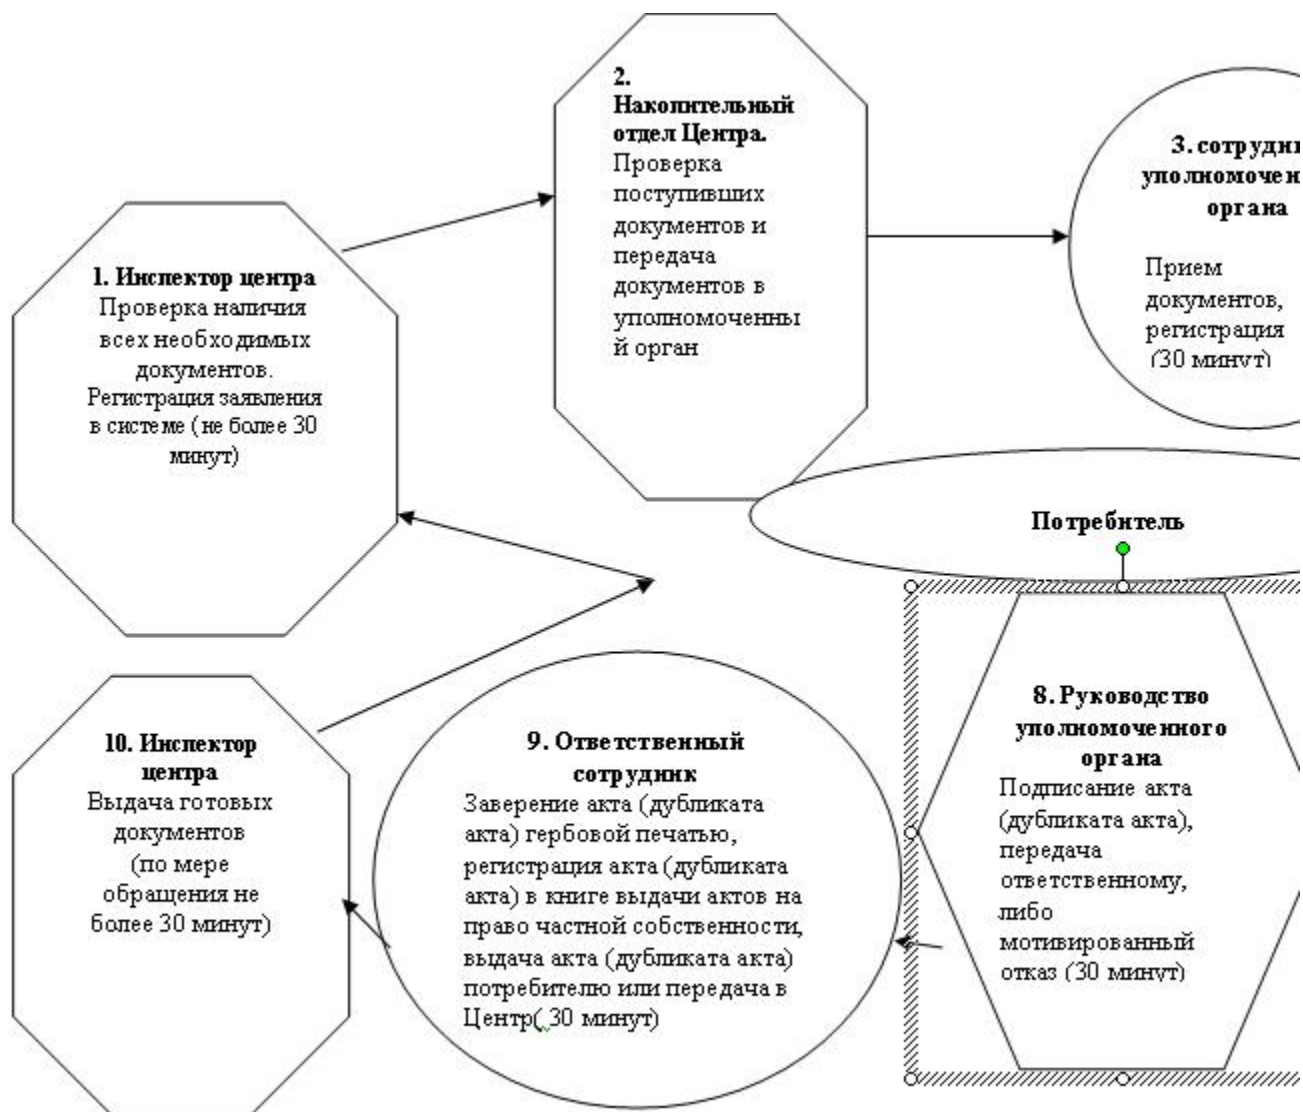 1. Инспектор центра
Проверка наличия
всех необходимых
документов.
Регистрация заявления
в системе (не более 30
минут)
2.
Накопительный
отдел Центра.
Проверка
поступивших
документов и
передача
документов в
уполномоченны
й орган
3. сотрудни
уполномочен
органа
Прием
документов,
регистрация
(30 минут)
Потребитель
8. Руководство
уполномоченного
органа
Подписание акта
(дубликата акта),
передача
ответственному,
либо
мотивированный
отказ (30 минут)
9. Ответственный
сотрудник
Заверение акта (дубликата
акта) гербовой печатью,
регистрация акта (дубликата
акта) в книге выдачи актов на
право частной собственности,
выдача акта (дубликата акта)
потребителю или передача в
Центр( 30 минут)
10. Инспектор
центра
Выдача готовых
документов
(по мере
обращения не
более 30 минут)